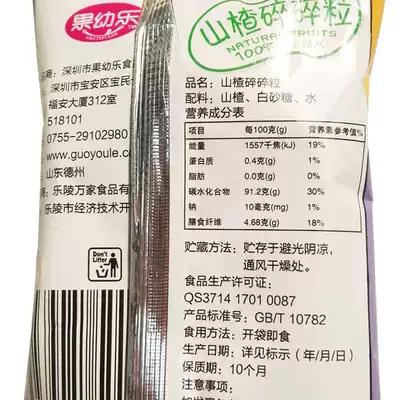 果幼乐
商：深圳市果幼乐食
：深圳市宝安区宝民
福安大厦312室
518101
0755-29102980
www.guoyoule.c
：山东德州
：乐陵万家食品有
：乐陵市经济技术开
Don't Litter
山楂碎碎粒
NATURAL FRUITS
100%
品名：山楂碎碎粒
配料：山楂、白砂糖、水
营养成分表
项目 每100克(g) 营养素参考值%
能量 1557千焦(kJ) 19%
蛋白质 0.4克(g) 1%
脂肪 0.0克(g) 0%
碳水化合物 91.2克(g) 30%
钠 10毫克(mg) 1%
膳食纤维 4.68克(g) 18%
贮藏方法：贮存于避光阴凉，
通风干燥处。
食品生产许可证：
QS3714 1701 0087
产品标准号：GB/T 10782
食用方法：开袋即食
生产日期：详见标示（年/月/日）
保质期：10个月
注意事项：